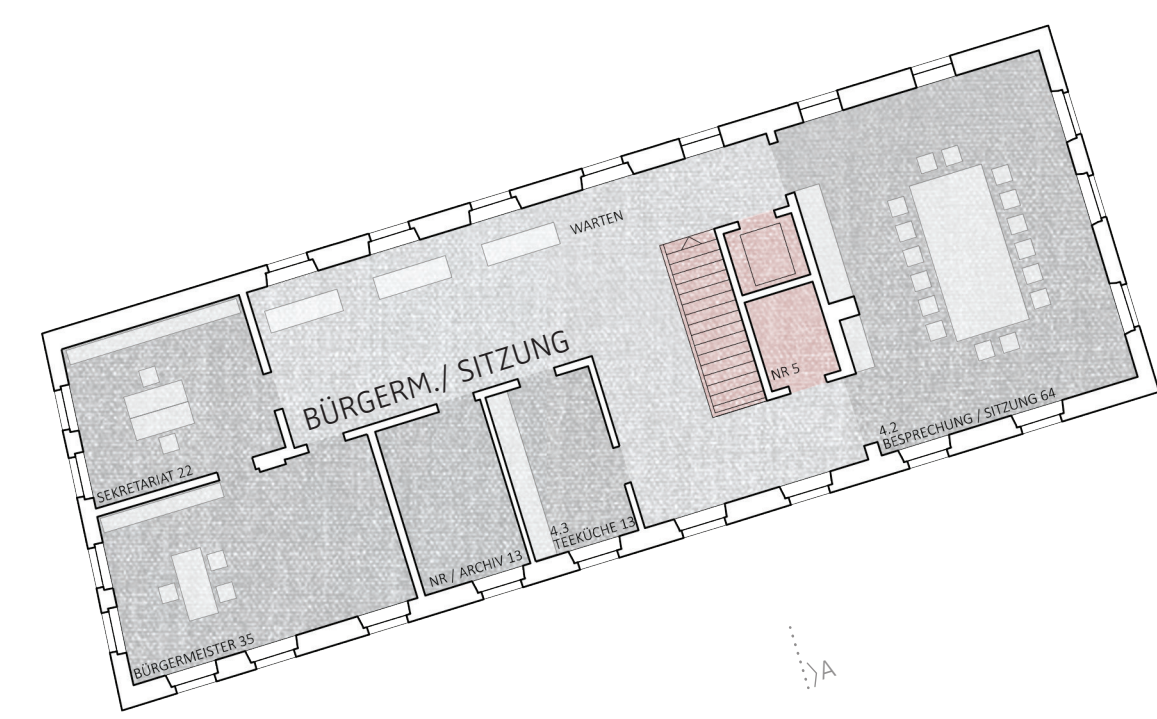 WARTEN
BÜRGERM./ SITZUNG
NR 5
4.2
BESPRECHUNG / SITZUNG 64
SEKRETARIAT 22
4.3
TEEKÜCHE 13
NR / ARCHIV 13
BÜRGERMEISTER 35
A